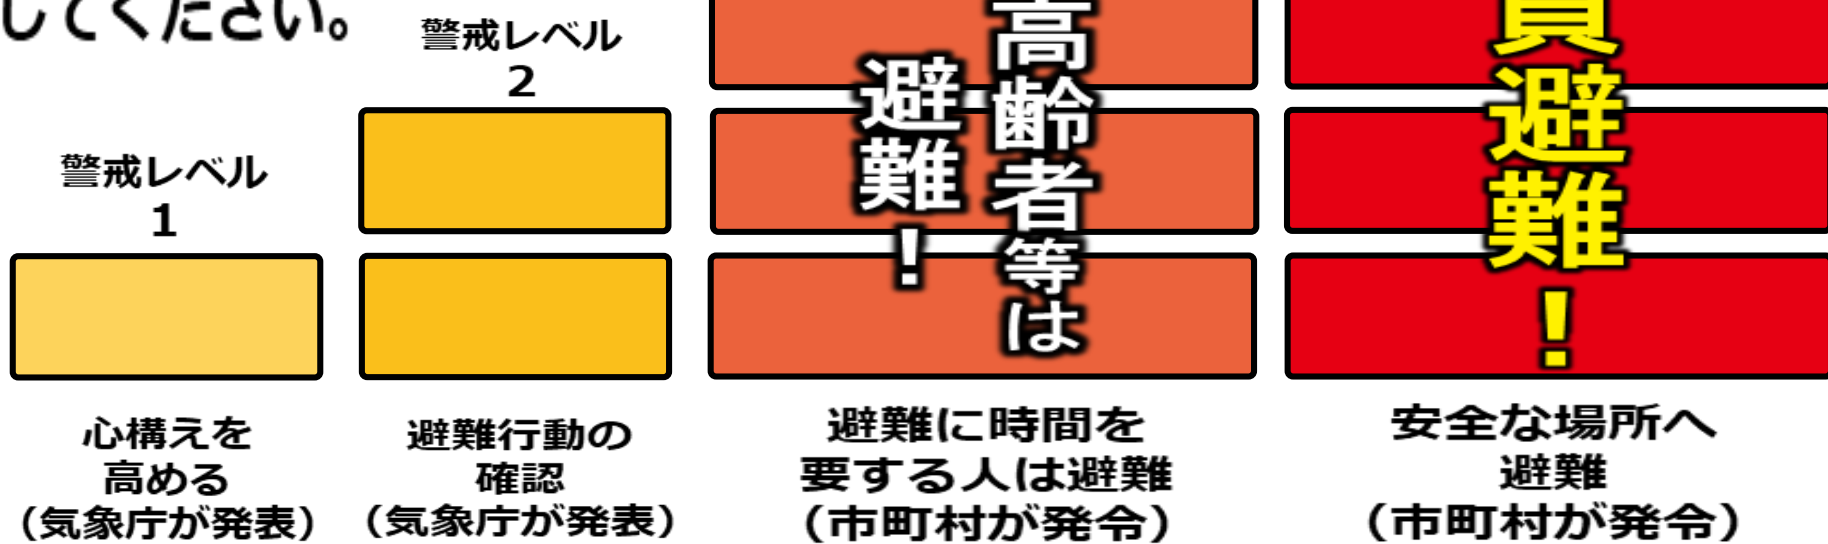 してください。
警戒レベル
1
心構えを
高める
（気象庁が発表）
警戒レベル
2
避難行動の
確認
（気象庁が発表）
高齢者等は
避難！
避難に時間を
要する人は避難
（市町村が発令）
員避難！
安全な場所へ
避難
（市町村が発令）